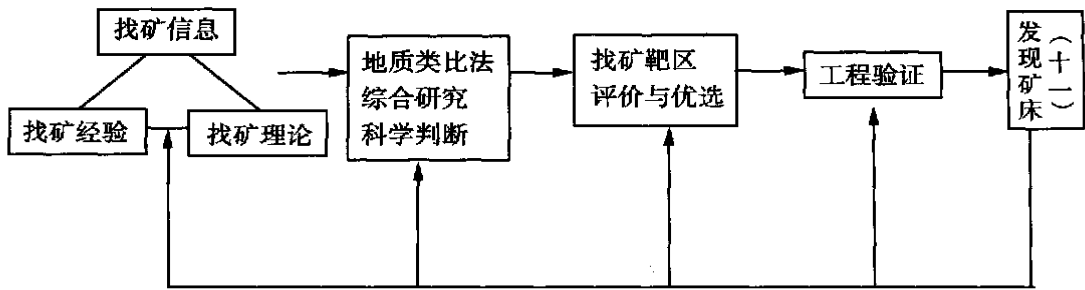 找矿信息
找矿经验
找矿理论
地质类比法
综合研究
科学判断
找矿靶区
评价与优选
工程验证
发现矿床
（十一）